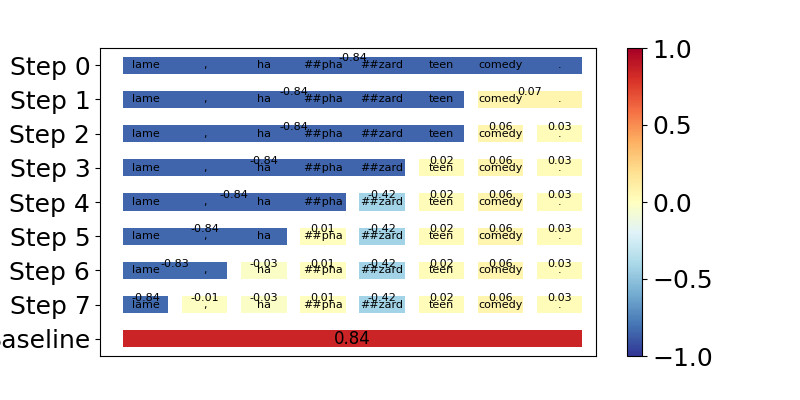 Step 0 -0.84 lame , ha ##pha ##zard teen comedy .
Step 1 -0.84 lame , ha ##pha ##zard teen 0.07 comedy .
Step 2 -0.84 lame , ha ##pha ##zard teen 0.06 comedy 0.03 .
Step 3 -0.84 lame , ha ##pha ##zard 0.02 teen 0.06 comedy 0.03 .
Step 4 -0.84 lame , ha ##pha -0.42 ##zard 0.02 teen 0.06 comedy 0.03 .
Step 5 -0.84 lame , ha 0.01 ##pha -0.42 ##zard 0.02 teen 0.06 comedy 0.03 .
Step 6 -0.83 lame , -0.03 ha 0.01 ##pha -0.42 ##zard 0.02 teen 0.06 comedy 0.03 .
Step 7 -0.84 lame -0.01 , -0.03 ha 0.01 ##pha -0.42 ##zard 0.02 teen 0.06 comedy 0.03 .
aseline 0.84
1.0
0.5
0.0
−0.5
−1.0